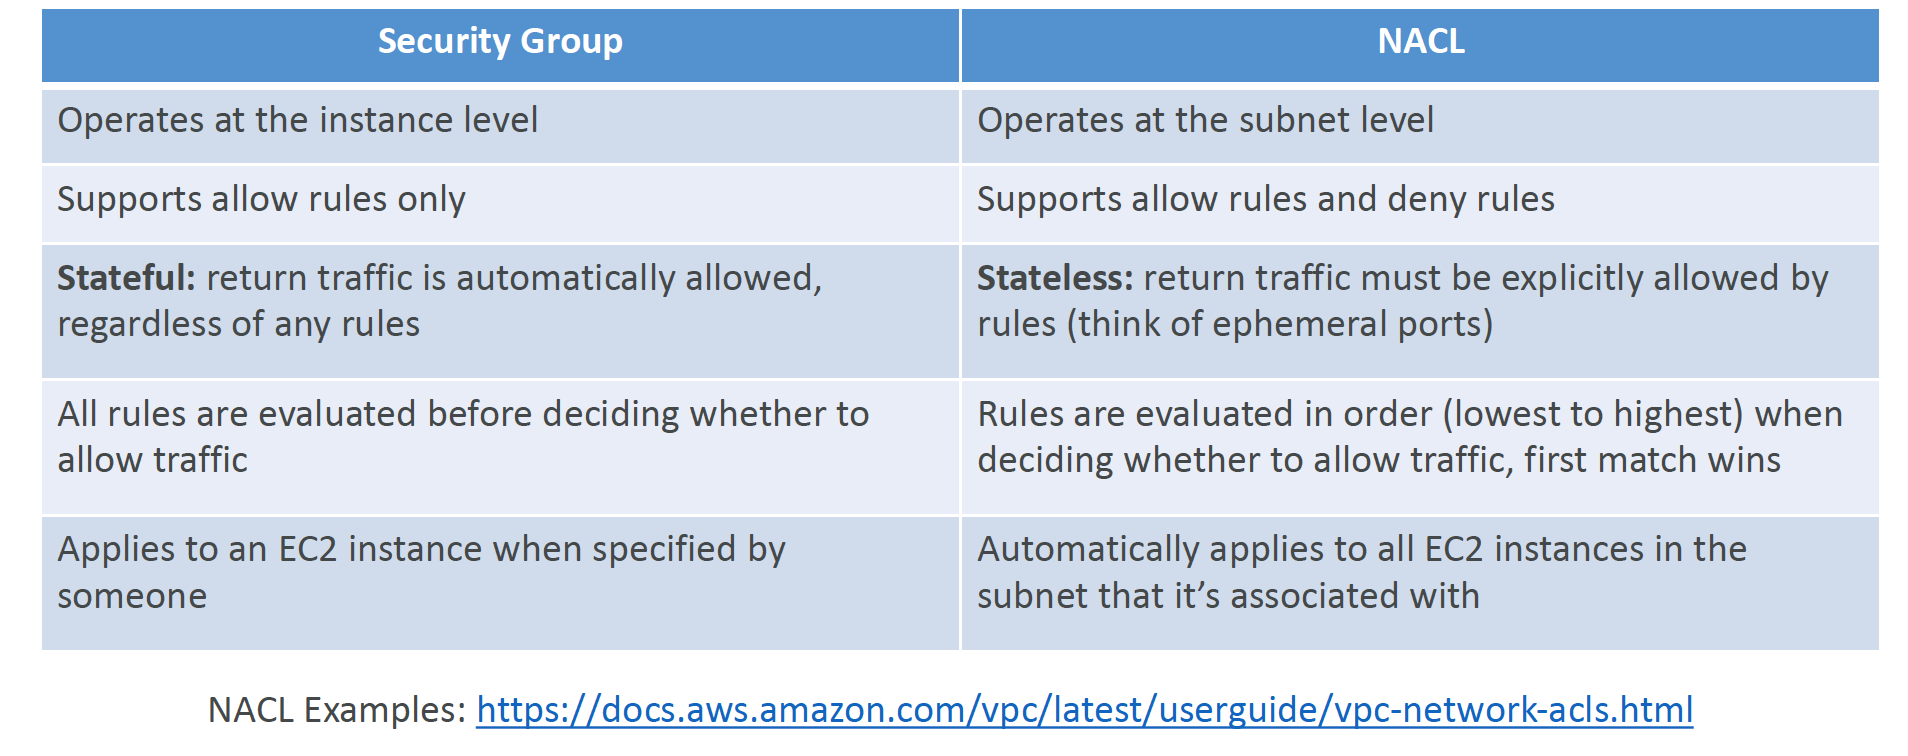 Security Group
NACL
Operates at the instance level
Operates at the subnet level
Supports allow rules only
Supports allow rules and deny rules
Stateful: return traffic is automatically allowed,
regardless of any rules
Stateless: return traffic must be explicitly allowed by
rules (think of ephemeral ports)
All rules are evaluated before deciding whether to
allow traffic
Rules are evaluated in order (lowest to highest) when
deciding whether to allow traffic, first match wins
Applies to an EC2 instance when specified by
someone
Automatically applies to all EC2 instances in the
subnet that it’s associated with
NACL Examples: https://docs.aws.amazon.com/vpc/latest/userguide/vpc-network-acls.html